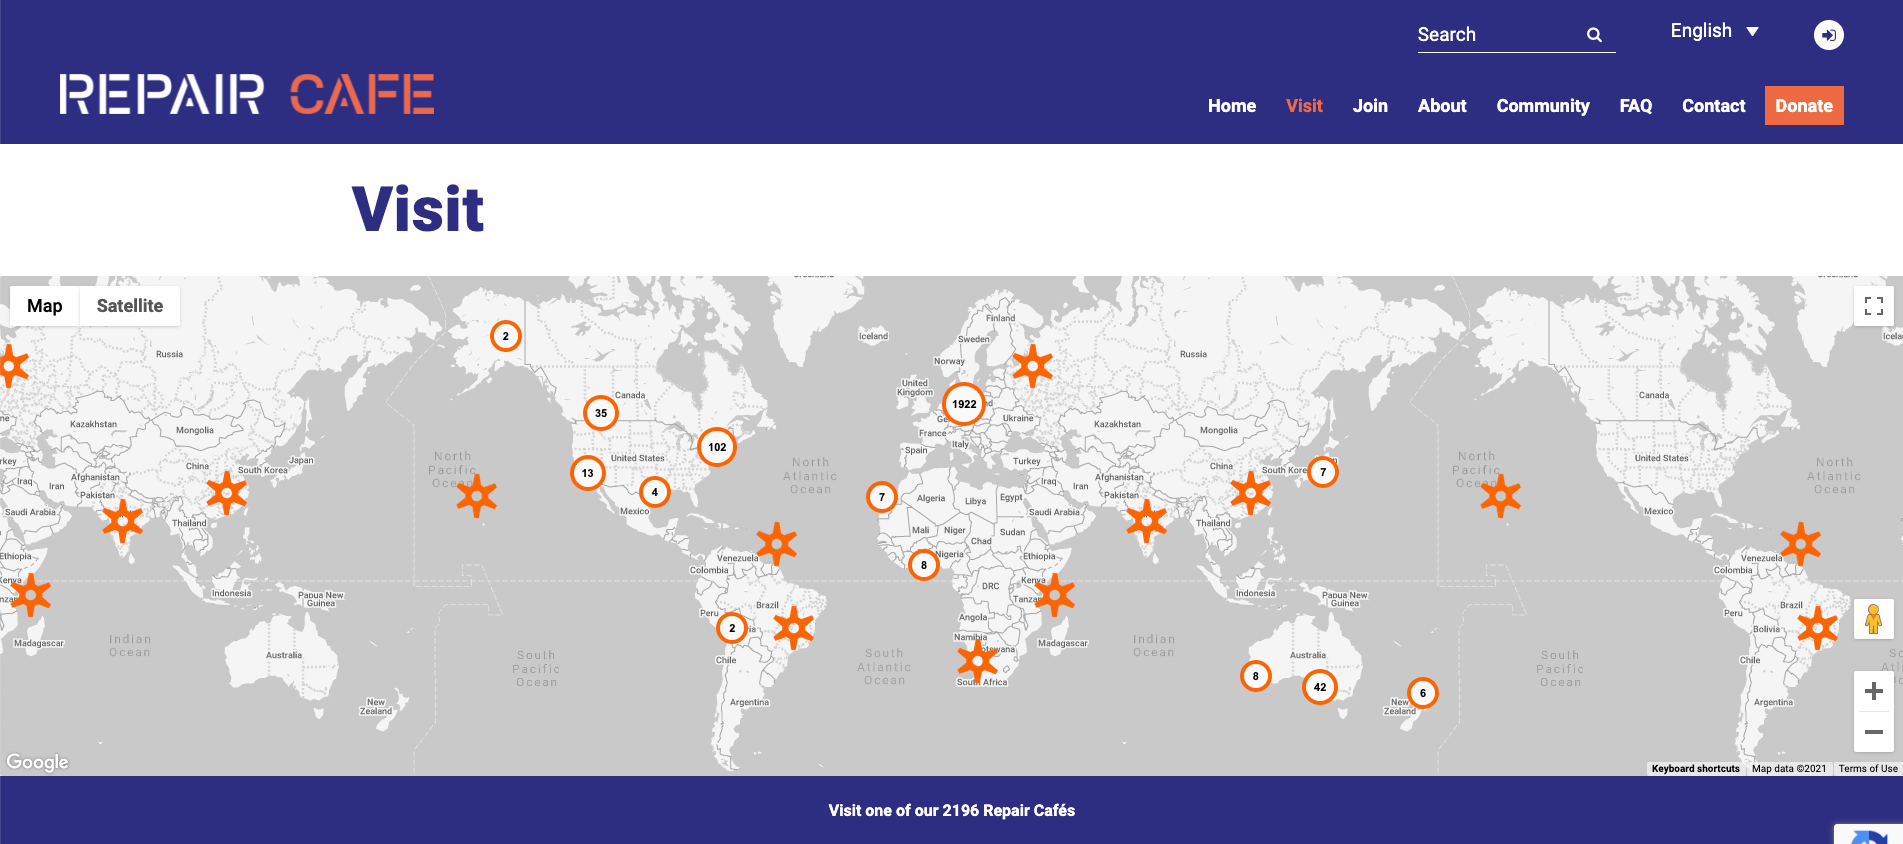 Search
English
REPAIR CAFE
Home Visit Join About Community FAQ Contact Donate
Visit
Map Satellite
Greenland
Greenland
Finland
Iceland
Sweden
Norway
Russia
Russia
2
United Kingdom
1922
Ukraine
Canada
Canada
35
Kazakhstan
Mongolia
France
Italy
Spain
Kazakhstan
Mongolia
102
China
South Korea
Japan
North Pacific Ocean
United States
13
4
Mexico
North Atlantic Ocean
Turkey
Iraq
Iran
Afghanistan
Pakistan
China
South Korea
7
North Pacific Ocean
United States
Mexico
North Atlantic Ocean
Iraq
Iran
Afghanistan
Pakistan
Saudi Arabia
Thailand
7
Algeria
Libya
Egypt
Saudi Arabia
Mali
Niger
Chad
Sudan
Thailand
Ethiopia
Kenya
Venezuela
Colombia
8
Nigeria
Ethiopia
Venezuela
Colombia
Indonesia
Papua New Guinea
Peru
Brazil
DRC
Kenya
Tanzania
Angola
Indonesia
Papua New Guinea
Peru
Brazil
Bolivia
Madagascar
Indian Ocean
2
Namibia
Botswana
Madagascar
Indian Ocean
Australia
South Pacific Ocean
Chile
South Atlantic Ocean
South Africa
Australia
8
42
6
South Pacific Ocean
Chile
New Zealand
Argentina
New Zealand
Argentina
Google
Keyboard shortcuts Map data ©2021 Terms of Use
Visit one of our 2196 Repair Cafés